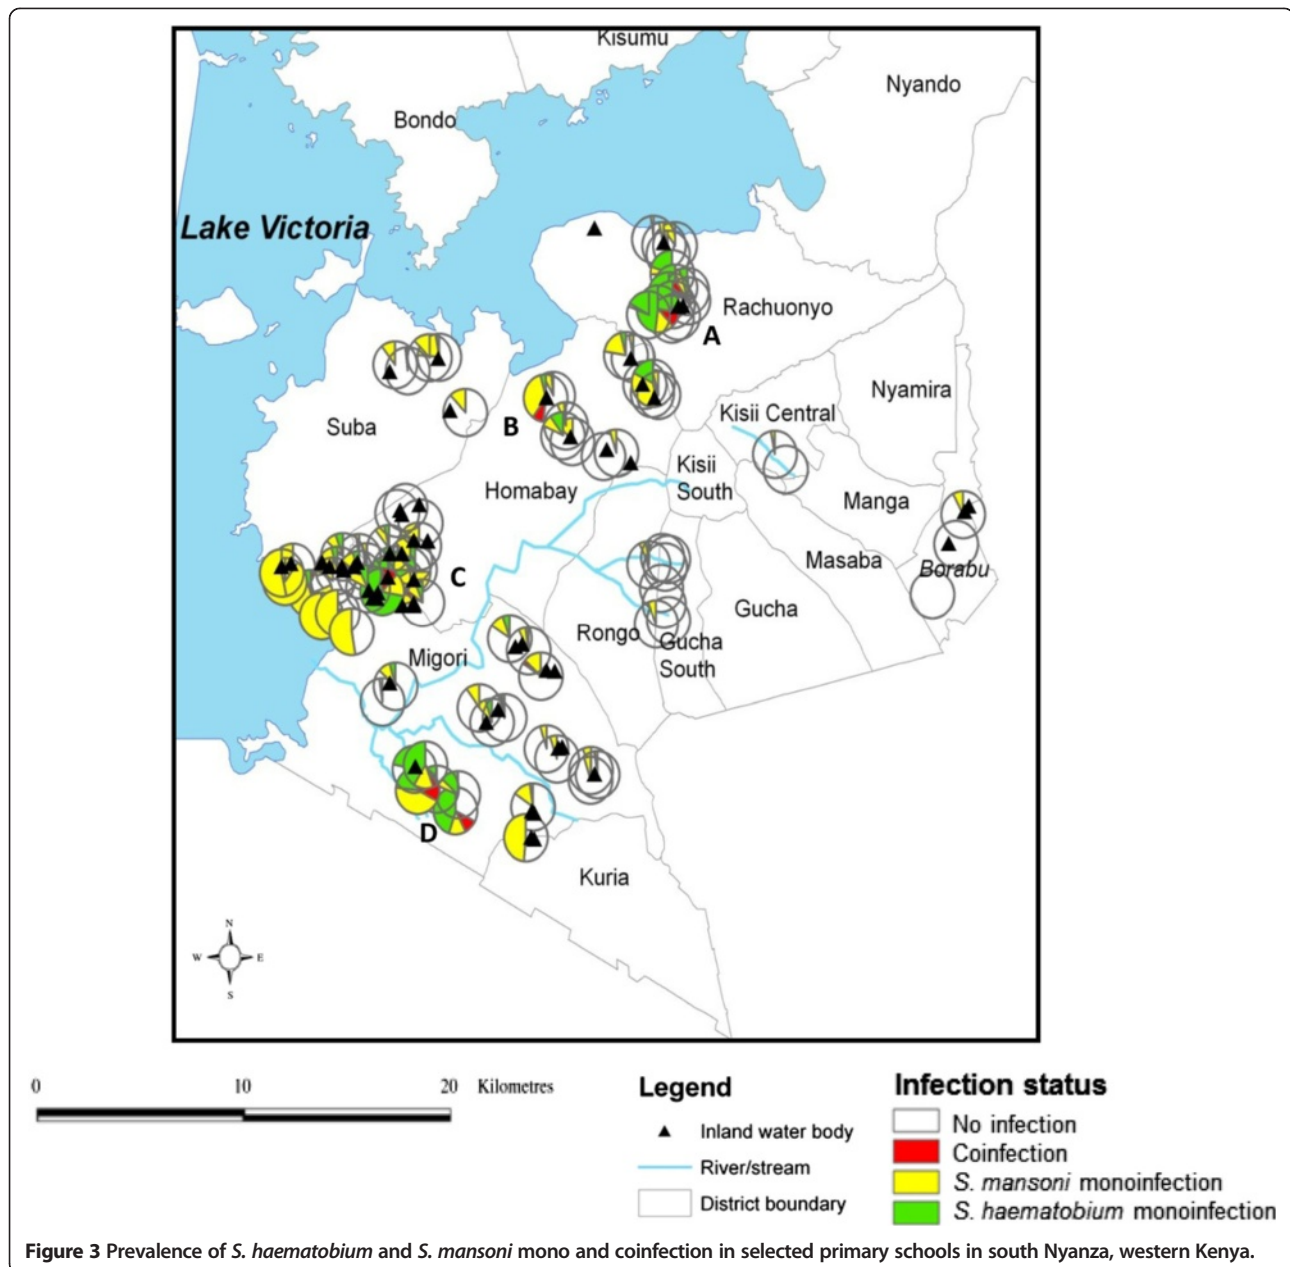 Kisumu
Nyando
Bondo
Lake Victoria
Rachuonyo
A
Nyamira
Kisii Central
Suba
B
Kisii
South
Homabay
Manga
Masaba
Borabu
C
Gucha
Rongo
Gucha
South
Migori
D
Kuria
N
W E
S
0 10 20 Kilometres
Legend
Inland water body
River/stream
District boundary
Infection status
No infection
Coinfection
S. mansoni monoinfection
S. haematobium monoinfection
Figure 3 Prevalence of S. haematobium and S. mansoni mono and coinfection in selected primary schools in south Nyanza, western Kenya.